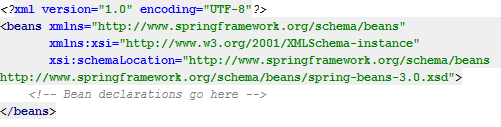 <?xml version="1.0" encoding="UTF-8"?>
<beans xmlns="http://www.springframework.org/schema/beans"
xmlns:xsi="http://www.w3.org/2001/XMLSchema-instance"
xsi:schemaLocation="http://www.springframework.org/schema/beans
http://www.springframework.org/schema/beans/spring-beans-3.0.xsd">
<!-- Bean declarations go here -->
</beans>